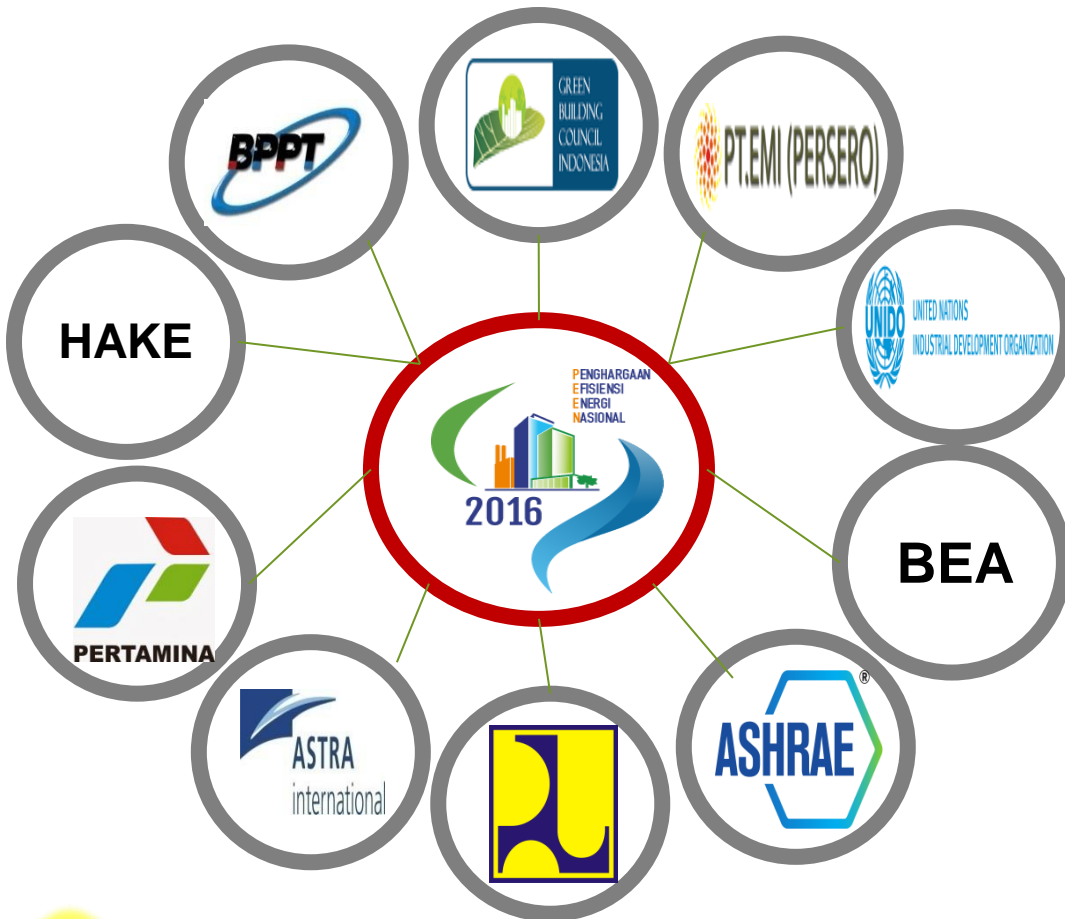 GREEN
BUILDING
COUNCIL
INDONESIA
BPPT
PT.EMI (PERSERO)
HAKE
UNIDO
UNITED NATIONS
INDUSTRIAL DEVELOPMENT ORGANIZATION
PENGHARGAAN
EFISIENSI
ENERGI
NASIONAL
2016
BEA
PERTAMINA
ASTRA
international
ASHRAE
®